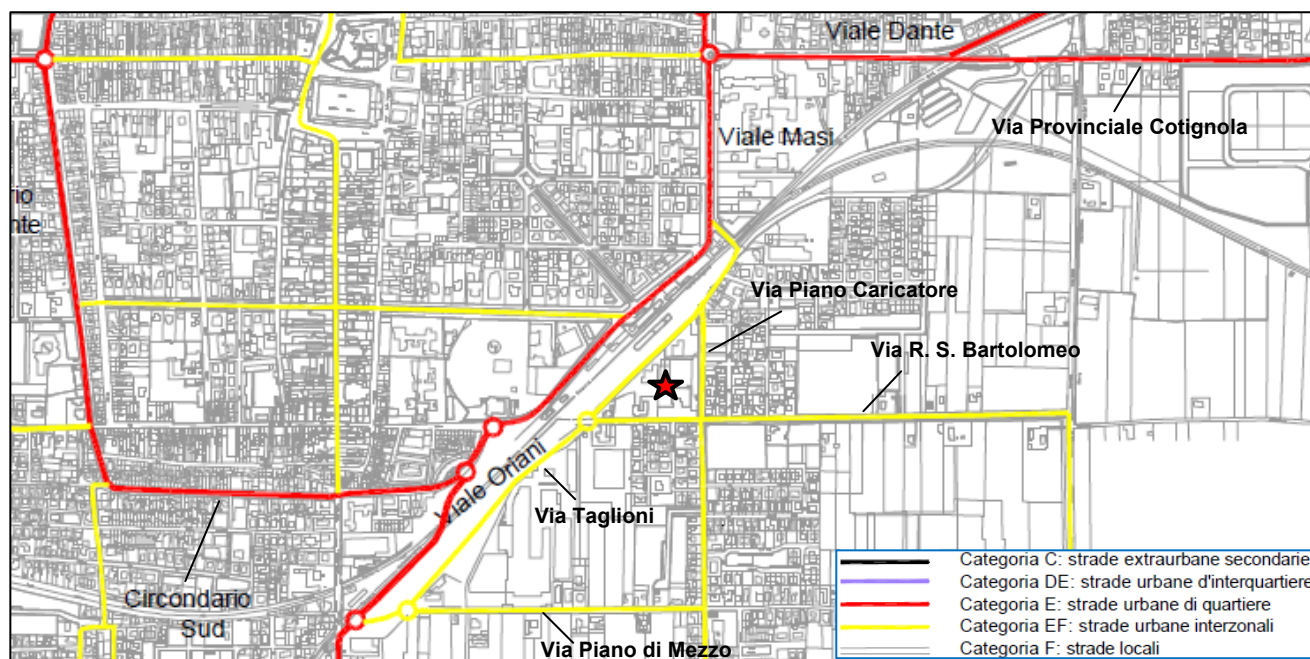 Viale Dante
Via Provinciale Cotignola
Viale Masi
rio
nte
Via Piano Caricatore
Via R. S. Bartolomeo
Viale Oriani
Via Taglioni
Circondario
Sud
Via Piano di Mezzo
Categoria C: strade extraurbane secondarie
Categoria DE: strade urbane d'interquartiere
Categoria E: strade urbane di quartiere
Categoria EF: strade urbane interzonali
Categoria F: strade locali